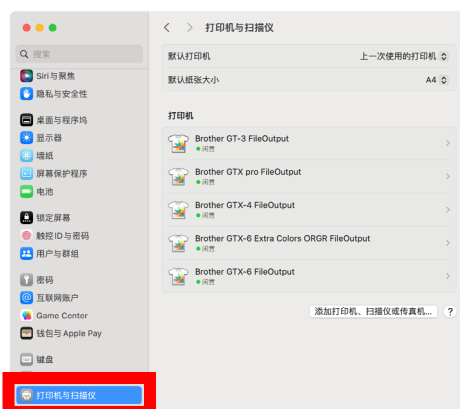 打印机与扫描仪
搜索
Siri与聚焦
隐私与安全性
桌面与程序坞
显示器
墙纸
屏幕保护程序
电池
锁定屏幕
触控ID与密码
用户与群组
密码
互联网账户
Game Center
钱包与 Apple Pay
键盘
打印机与扫描仪
默认打印机
上一次使用的打印机
默认纸张大小
A4
打印机
Brother GT-3 FileOutput
闲置
Brother GTX pro FileOutput
闲置
Brother GTX-4 FileOutput
闲置
Brother GTX-6 Extra Colors ORGR FileOutput
闲置
Brother GTX-6 FileOutput
闲置
添加打印机、扫描仪或传真机...
?